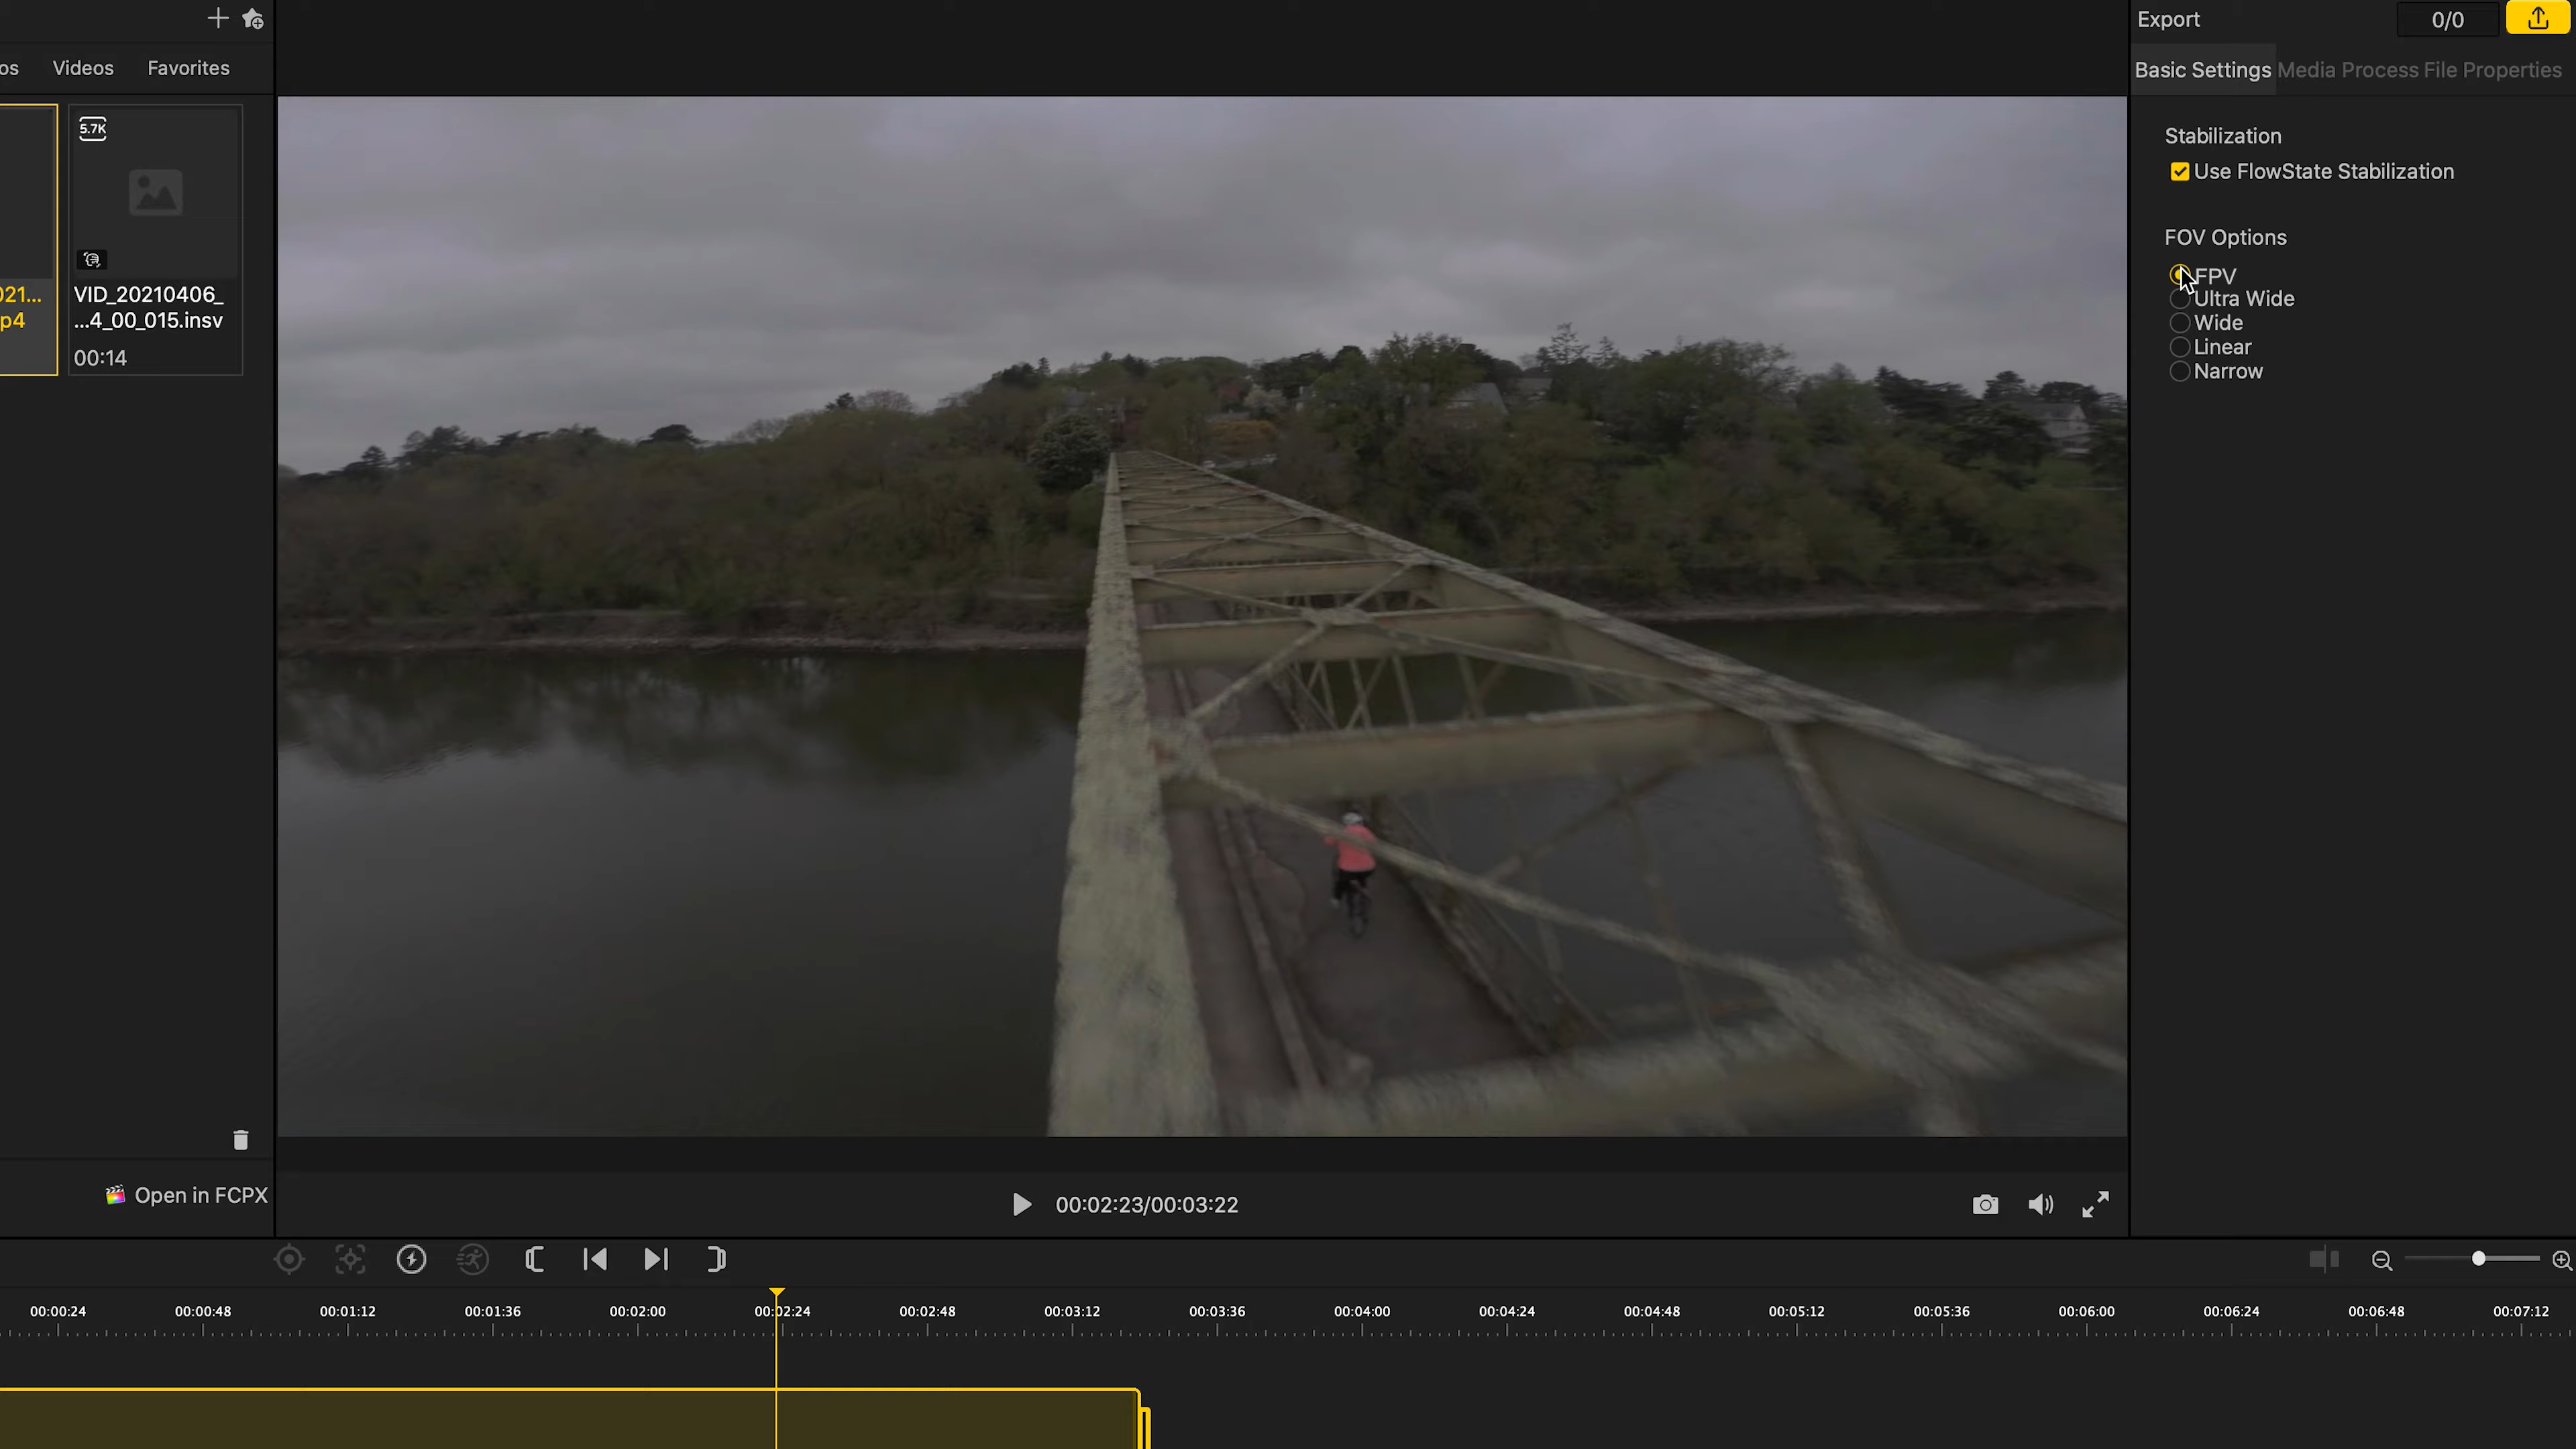 Export
0/0
os Videos Favorites
Basic Settings Media Process File Properties
5.7K
021...
p4
VID_20210406_
...4_00_015.insv
00:14
Stabilization
Use FlowState Stabilization
FOV Options
FPV
Ultra Wide
Wide
Linear
Narrow
Open in FCPX
00:02:23/00:03:22
00:00:24 00:00:48 00:01:12 00:01:36 00:02:00 00:02:24 00:02:48 00:03:12 00:03:36 00:04:00 00:04:24 00:04:48 00:05:12 00:05:36 00:06:00 00:06:24 00:06:48 00:07:12